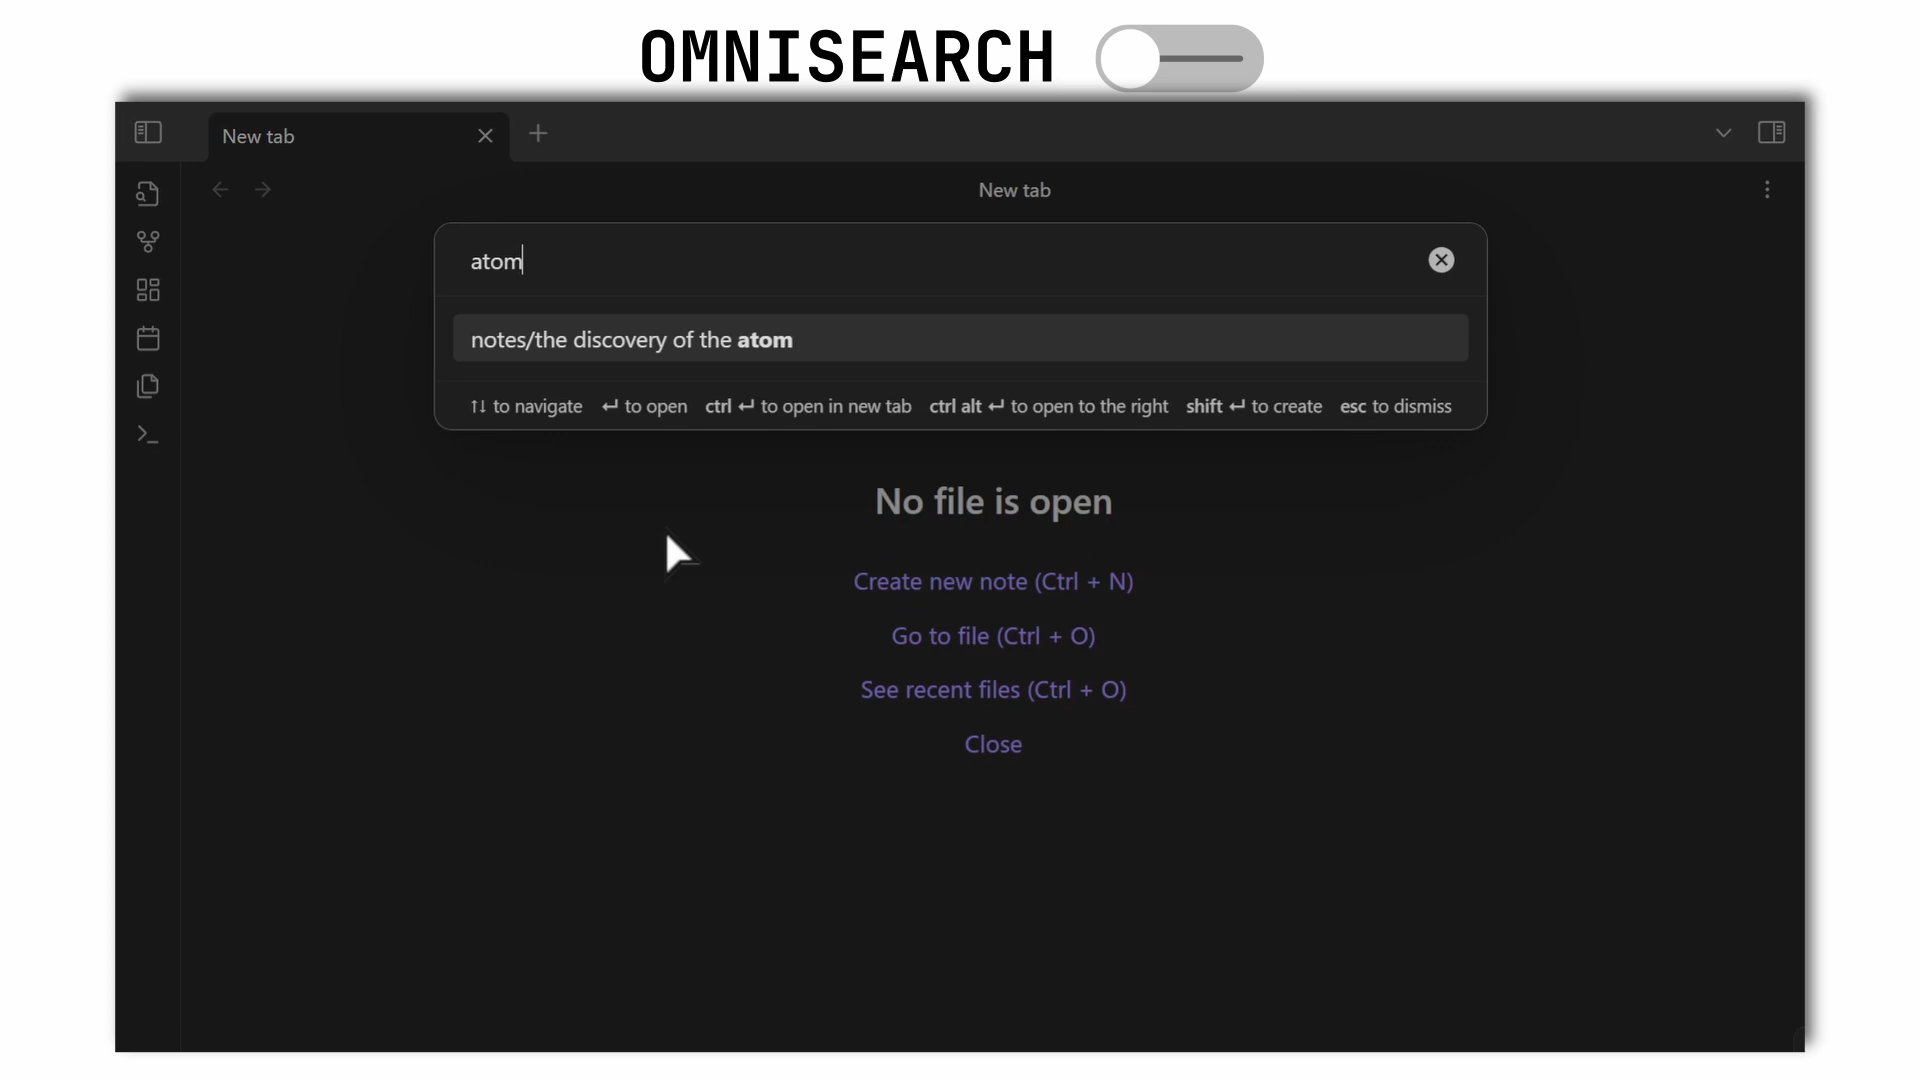 OMNISEARCH
New tab
New tab
atom
notes/the discovery of the atom
↑↓ to navigate ↵ to open ctrl ↵ to open in new tab ctrl alt ↵ to open to the right shift ↵ to create esc to dismiss
No file is open
Create new note (Ctrl + N)
Go to file (Ctrl + O)
See recent files (Ctrl + O)
Close